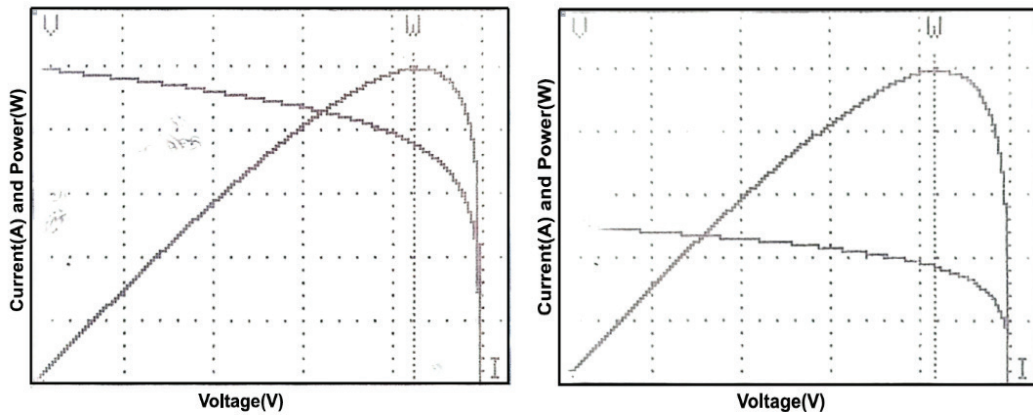 V
W
Current(A) and Power(W)
I
Voltage(V)
V
W
Current(A) and Power(W)
I
Voltage(V)